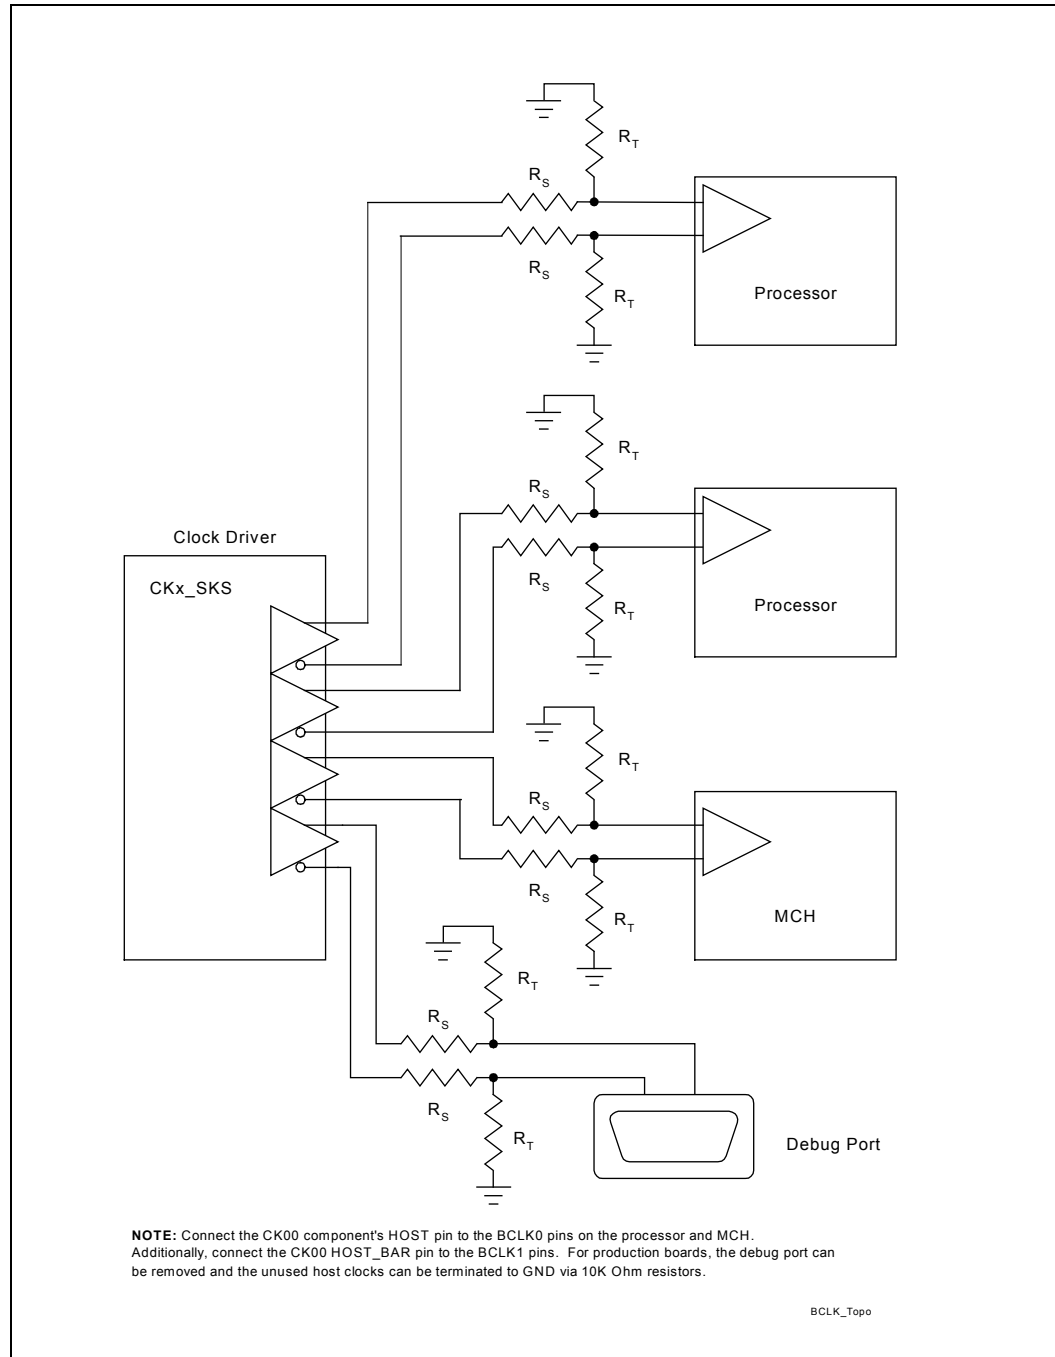 R_T
R_S
R_S
Processor
R_T
R_T
R_S
Clock Driver
R_S
CKx_SKS
Processor
R_T
R_T
R_S
R_S
MCH
R_T
R_T
R_S
R_S
R_T
Debug Port
NOTE: Connect the CK00 component's HOST pin to the BCLK0 pins on the processor and MCH.
Additionally, connect the CK00 HOST_BAR pin to the BCLK1 pins. For production boards, the debug port can
be removed and the unused host clocks can be terminated to GND via 10K Ohm resistors.
BCLK_Topo